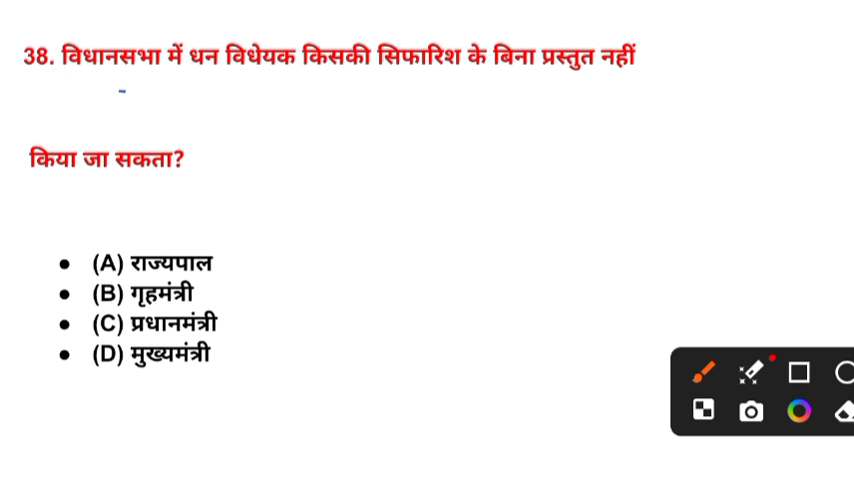 38. विधानसभा में धन विधेयक किसकी सिफारिश के बिना प्रस्तुत नहीं
किया जा सकता?
• (A) राज्यपाल
• (B) गृहमंत्री
• (C) प्रधानमंत्री
• (D) मुख्यमंत्री